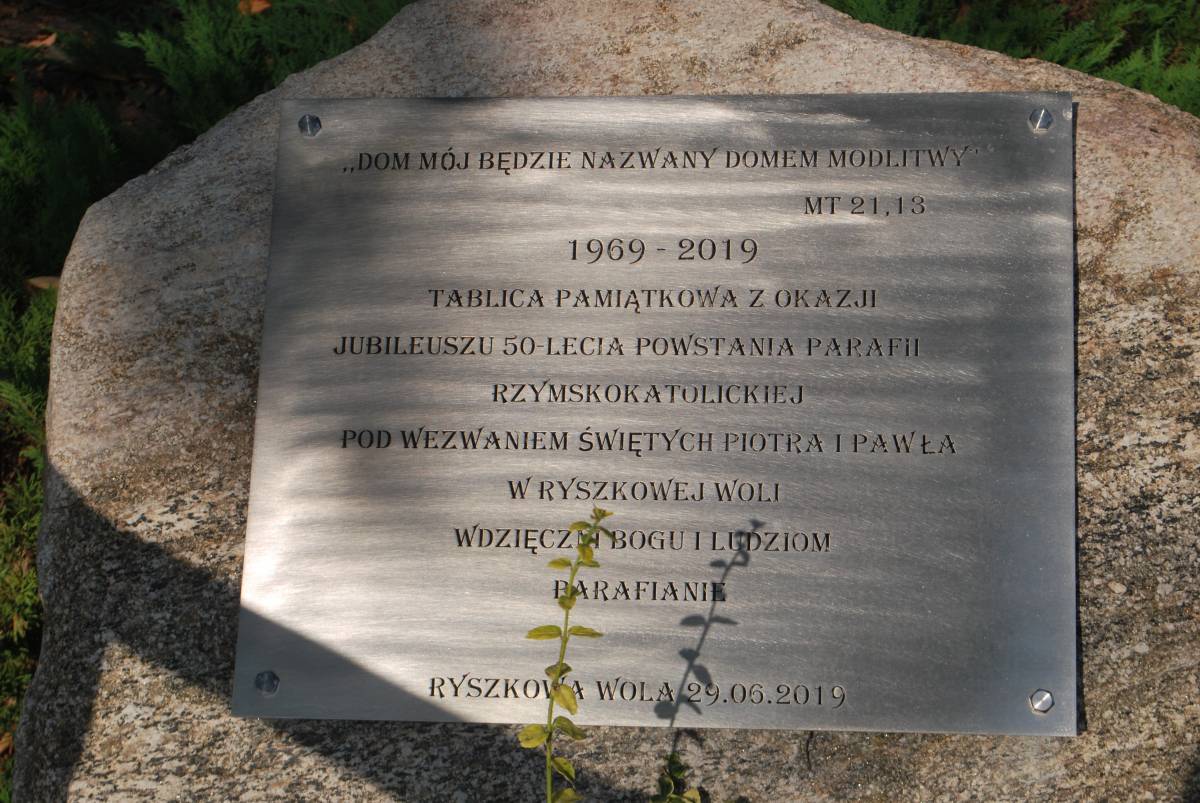 „DOM MÓJ BĘDZIE NAZWANY DOMEM MODLITWY"
MT 21,13
1969 - 2019
TABLICA PAMIĄTKOWA Z OKAZJI
JUBILEUSZU 50-LECIA POWSTANIA PARAFII
RZYMSKOKATOLICKIEJ
POD WEZWANIEM ŚWIĘTYCH PIOTRA I PAWŁA
W RYSZKOWEJ WOLI
WDZIĘCZNI BOGU I LUDZIOM
PARAFIANIE
RYSZKOWA WOLA 29.06.2019